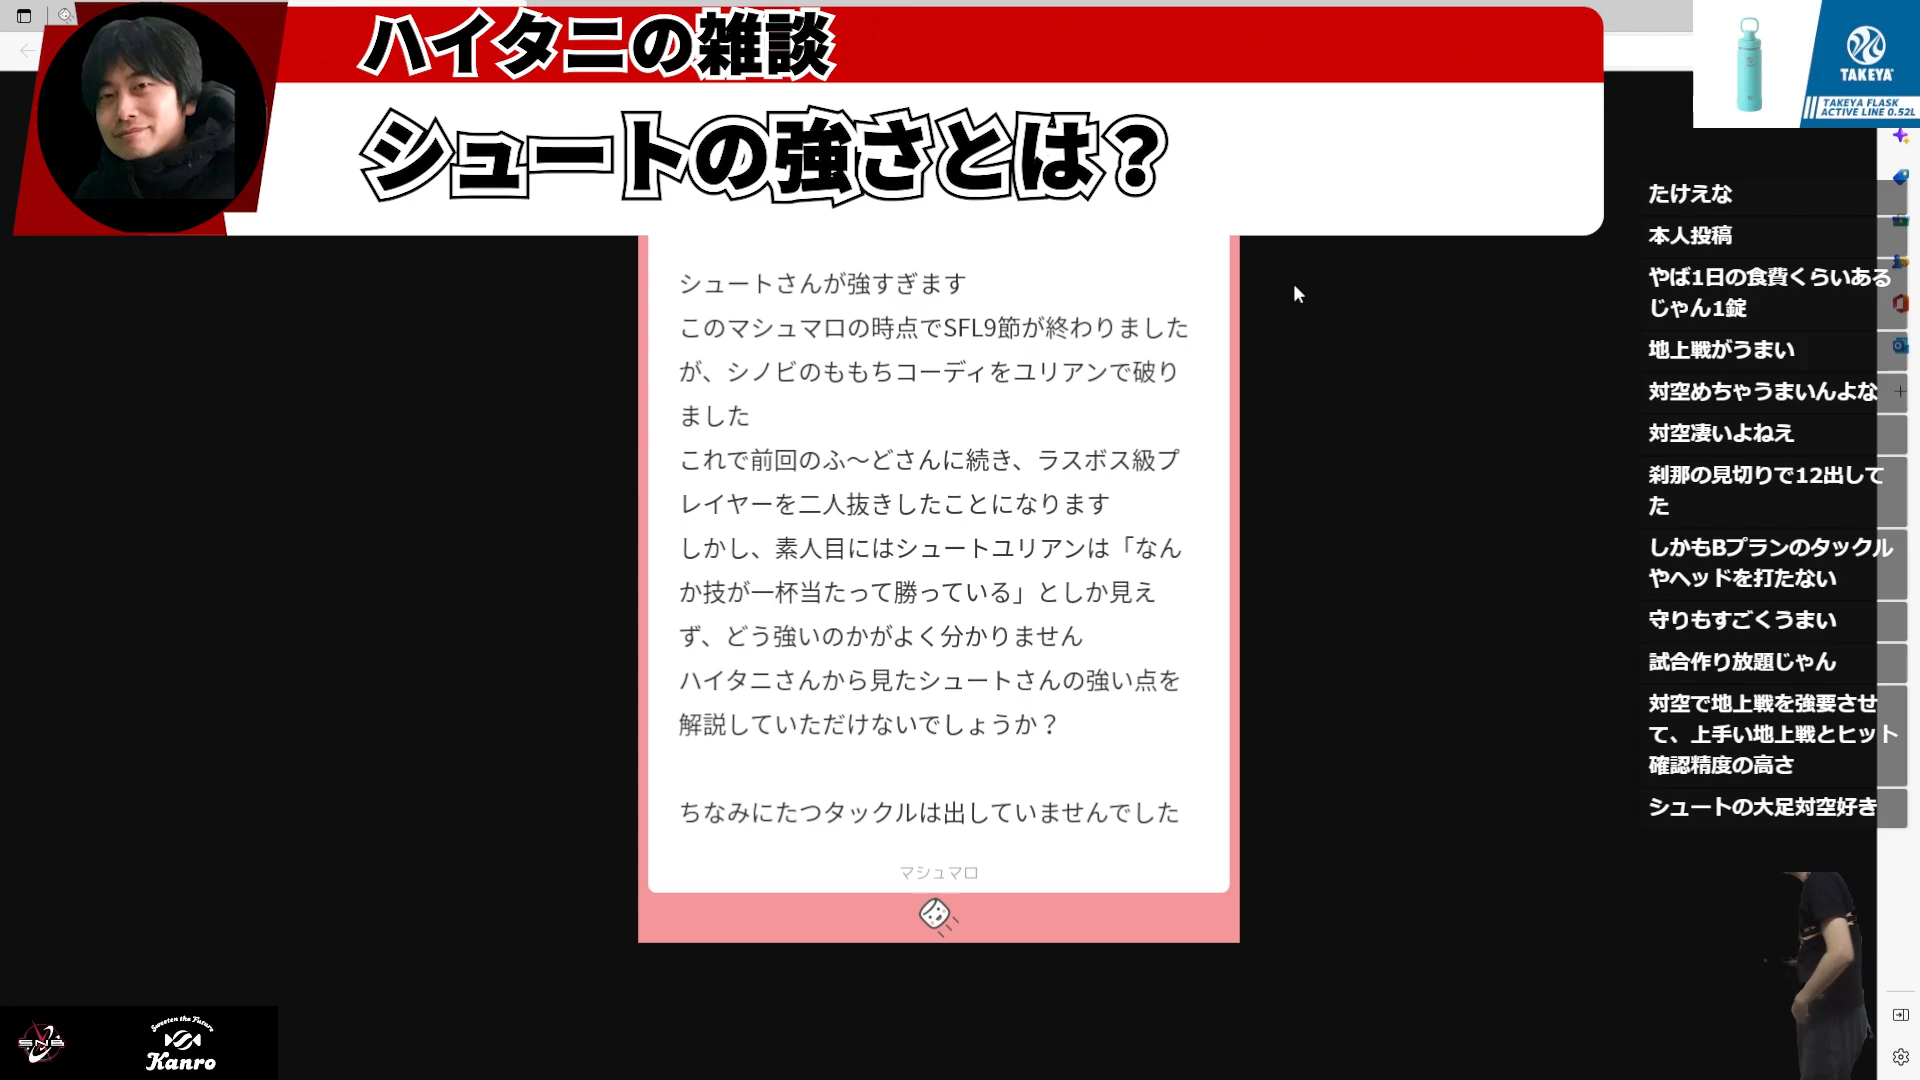 ハイタニの雑談
シュートの強さとは？
TAKEYA
TAKEYA FLASK
ACTIVE LINE 0.52L
シュートさんが強すぎます
このマシュマロの時点でSFL9節が終わりました
が、シノビのももちコーディをユリアンで破り
ました
これで前回のふ～どさんに続き、ラスボス級プ
レイヤーを二人抜きしたことになります
しかし、素人目にはシュートユリアンは「なん
か技が一杯当たって勝っている」としか見え
ず、どう強いのかがよく分かりません
ハイタニさんから見たシュートさんの強い点を
解説していただけないでしょうか？
ちなみにたつタックルは出していませんでした
マシュマロ
たけえな
本人投稿
やば1日の食費くらいある
じゃん1錠
地上戦がうまい
対空めちゃうまいんよな
対空凄いよねえ
刹那の見切りで12出して
た
しかもBプランのタックル
やヘッドを打たない
守りもすごくうまい
試合作り放題じゃん
対空で地上戦を強要させ
て、上手い地上戦とヒット
確認精度の高さ
シュートの大足対空好き
SNB
Sweeten the Future
Kanro